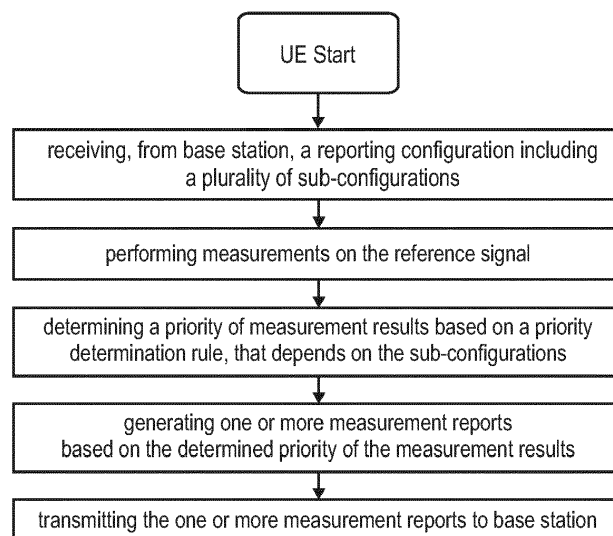 UE Start
receiving, from base station, a reporting configuration including
a plurality of sub-configurations
performing measurements on the reference signal
determining a priority of measurement results based on a priority
determination rule, that depends on the sub-configurations
generating one or more measurement reports
based on the determined priority of the measurement results
transmitting the one or more measurement reports to base station